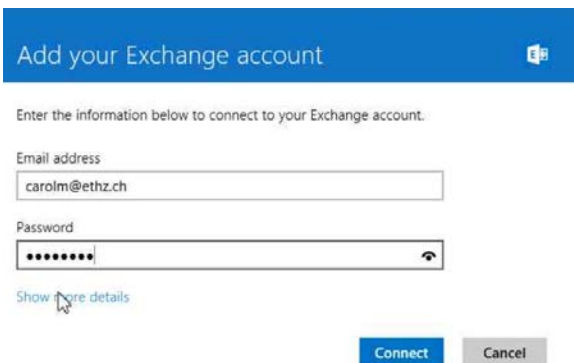 Add your Exchange account
Enter the information below to connect to your Exchange account.
Email address
carolm@ethz.ch
Password
••••••••
Show more details
Connect Cancel